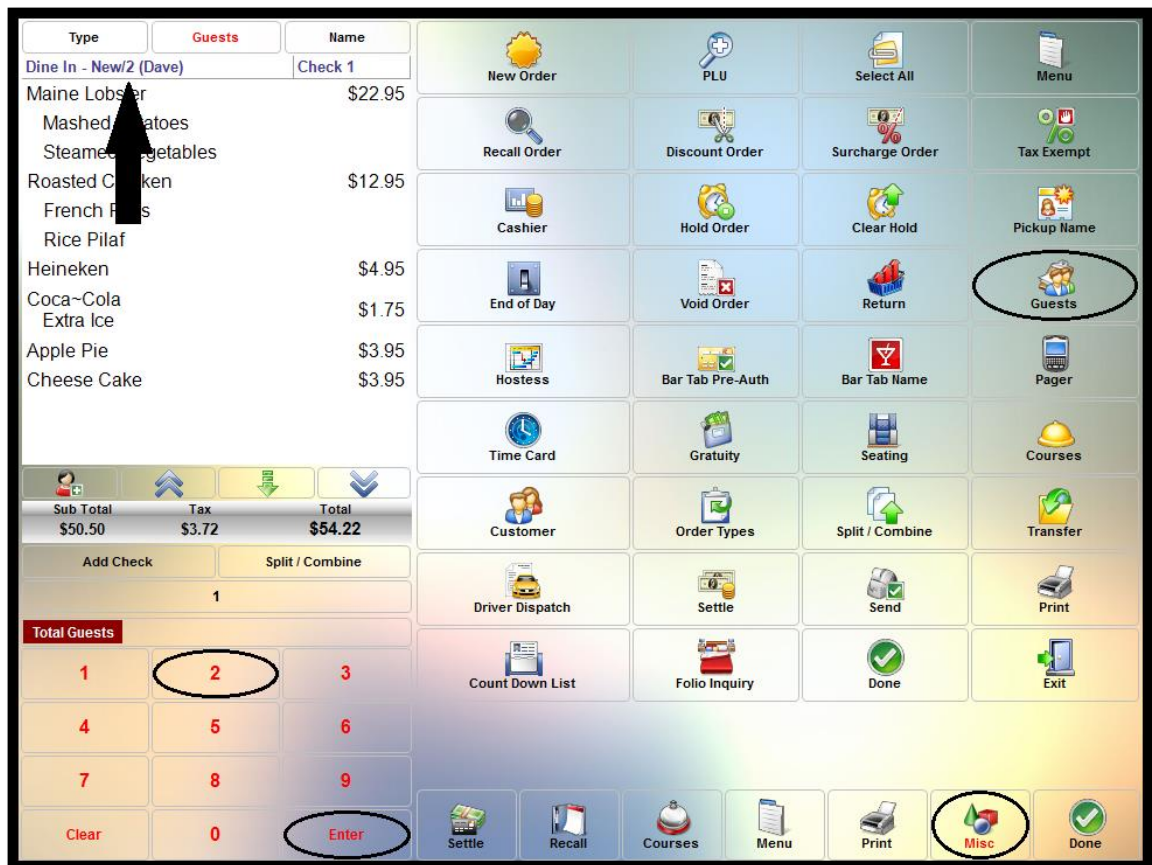 Type Guests Name
Dine In - New/2 (Dave) Check 1
Maine Lobster $22.95
Mashed atoes
Steamed getables
Roasted C ken $12.95
French F s
Rice Pilaf
Heineken $4.95
Coca~Cola $1.75
Extra Ice
Apple Pie $3.95
Cheese Cake $3.95
Sub Total Tax Total
$50.50 $3.72 $54.22
Add Check Split / Combine
1
Total Guests
1 2 3
4 5 6
7 8 9
Clear 0 Enter
New Order PLU Select All Menu
Recall Order Discount Order Surcharge Order Tax Exempt
Cashier Hold Order Clear Hold Pickup Name
End of Day Void Order Return Guests
Hostess Bar Tab Pre-Auth Bar Tab Name Pager
Time Card Gratuity Seating Courses
Customer Order Types Split / Combine Transfer
Driver Dispatch Settle Send Print
Count Down List Folio Inquiry Done Exit
Settle Recall Courses Menu Print Misc Done